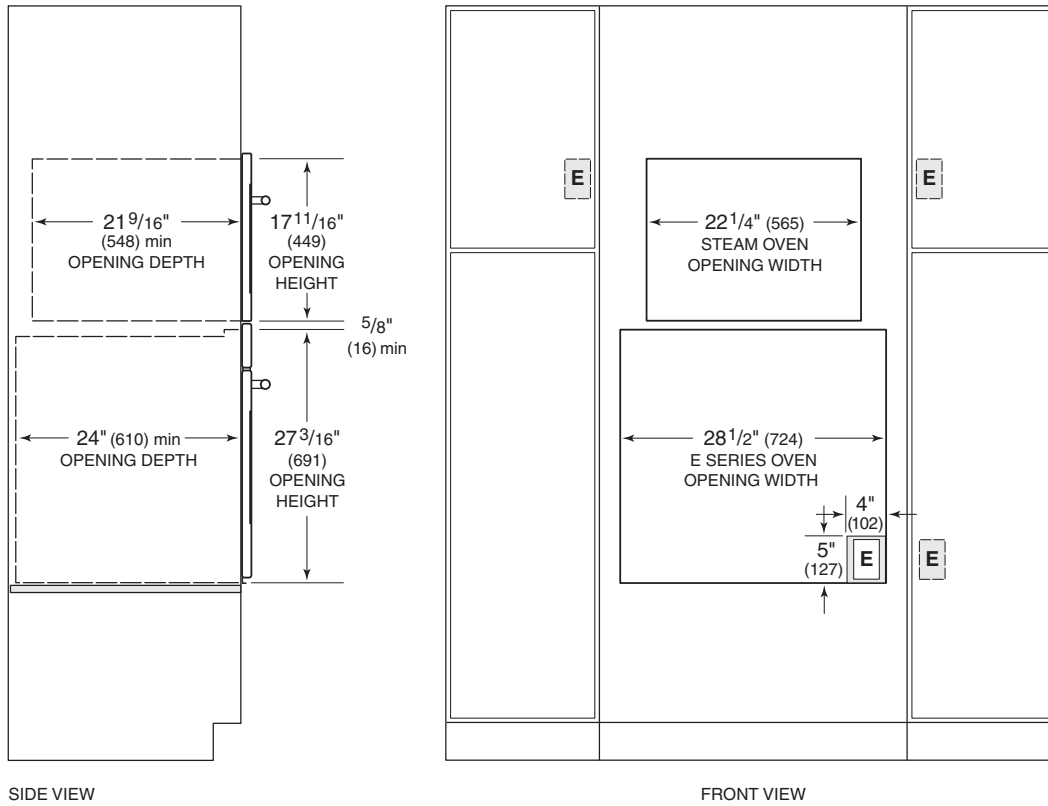 21 9/16"
(548) min
OPENING DEPTH
17 11/16"
(449)
OPENING
HEIGHT
5/8"
(16) min
24" (610) min
OPENING DEPTH
27 3/16"
(691)
OPENING
HEIGHT
SIDE VIEW
E
E
22 1/4" (565)
STEAM OVEN
OPENING WIDTH
28 1/2" (724)
E SERIES OVEN
OPENING WIDTH
4"
(102)
5"
(127)
E
E
FRONT VIEW